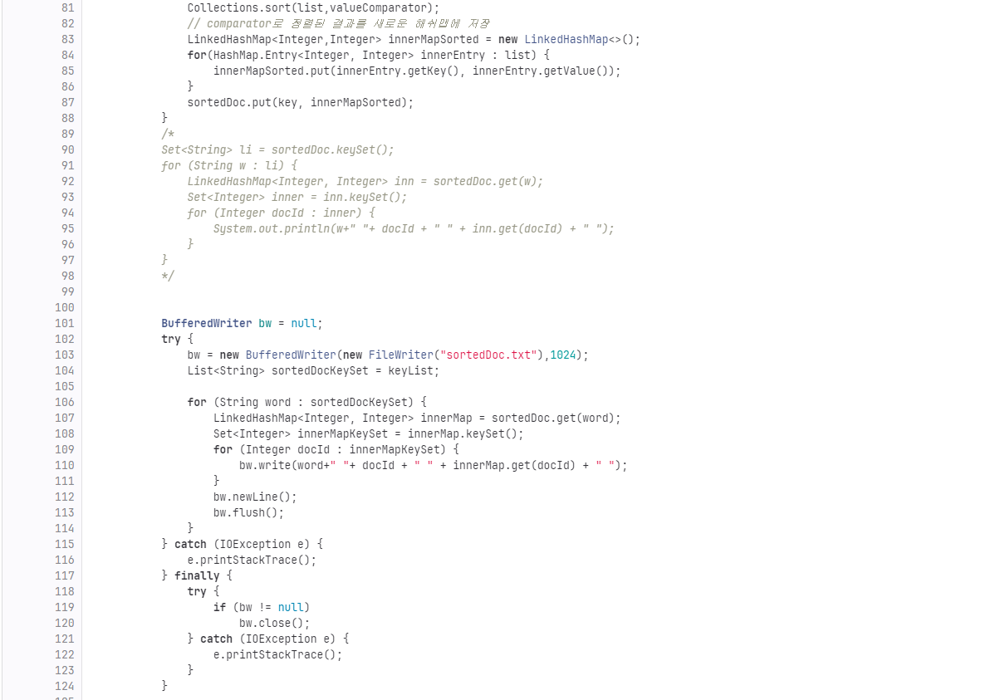 81 Collections.sort(list,valueComparator);
82 // comparator로 정렬된 결과를 새로운 해쉬맵에 저장
83 LinkedHashMap<Integer,Integer> innerMapSorted = new LinkedHashMap<>();
84 for(HashMap.Entry<Integer, Integer> innerEntry : list) {
85 innerMapSorted.put(innerEntry.getKey(), innerEntry.getValue());
86 }
87 sortedDoc.put(key, innerMapSorted);
88 }
89 /*
90 Set<String> li = sortedDoc.keySet();
91 for (String w : li) {
92 LinkedHashMap<Integer, Integer> inn = sortedDoc.get(w);
93 Set<Integer> inner = inn.keySet();
94 for (Integer docId : inner) {
95 System.out.println(w+" "+ docId + " " + inn.get(docId) + " ");
96 }
97 }
98 */
99
100
101 BufferedWriter bw = null;
102 try {
103 bw = new BufferedWriter(new FileWriter("sortedDoc.txt"),1024);
104 List<String> sortedDocKeySet = keyList;
105
106 for (String word : sortedDocKeySet) {
107 LinkedHashMap<Integer, Integer> innerMap = sortedDoc.get(word);
108 Set<Integer> innerMapKeySet = innerMap.keySet();
109 for (Integer docId : innerMapKeySet) {
110 bw.write(word+" "+ docId + " " + innerMap.get(docId) + " ");
111 }
112 bw.newLine();
113 bw.flush();
114 }
115 } catch (IOException e) {
116 e.printStackTrace();
117 } finally {
118 try {
119 if (bw != null)
120 bw.close();
121 } catch (IOException e) {
122 e.printStackTrace();
123 }
124 }